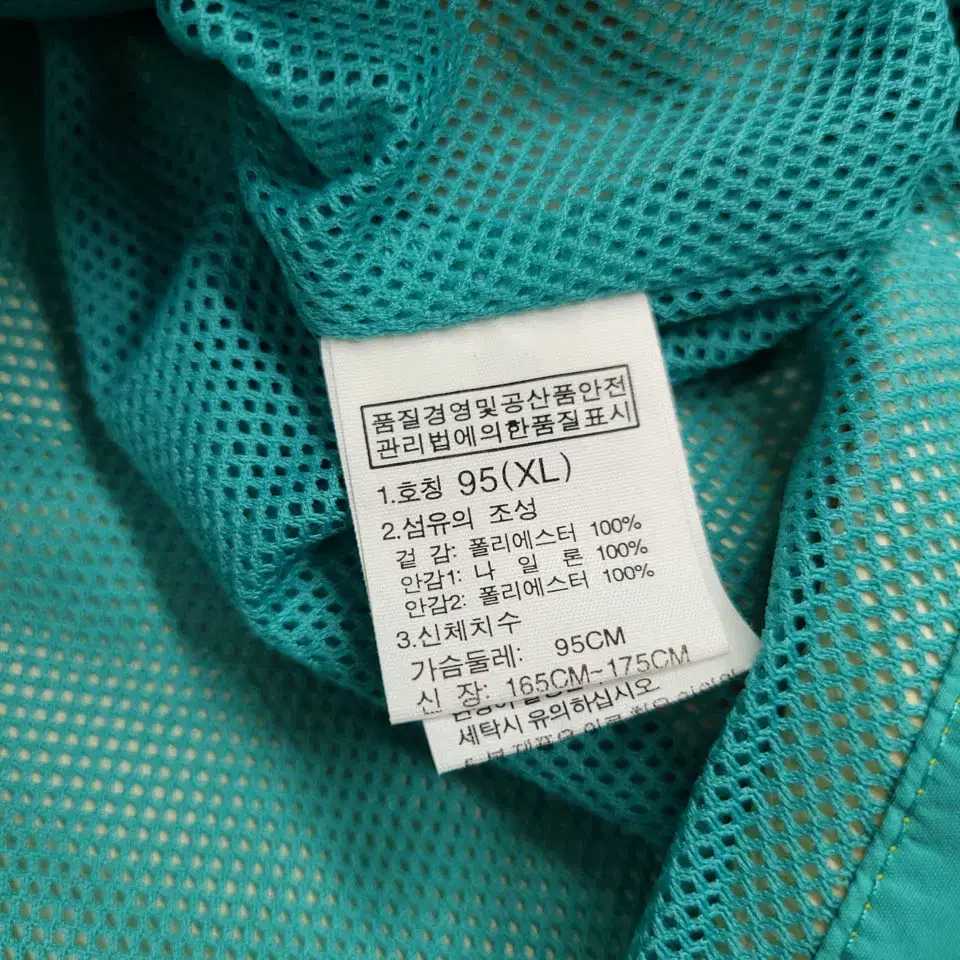 품질경영및공산품안전
관리법에의한품질표시
1.호칭 95(XL)
2.섬유의 조성
겉 감: 폴리에스터 100%
안감1: 나 일 론 100%
안감2: 폴리에스터 100%
3.신체치수
가슴둘레: 95CM
신 장: 165CM~175CM
세탁시 유의하십시오